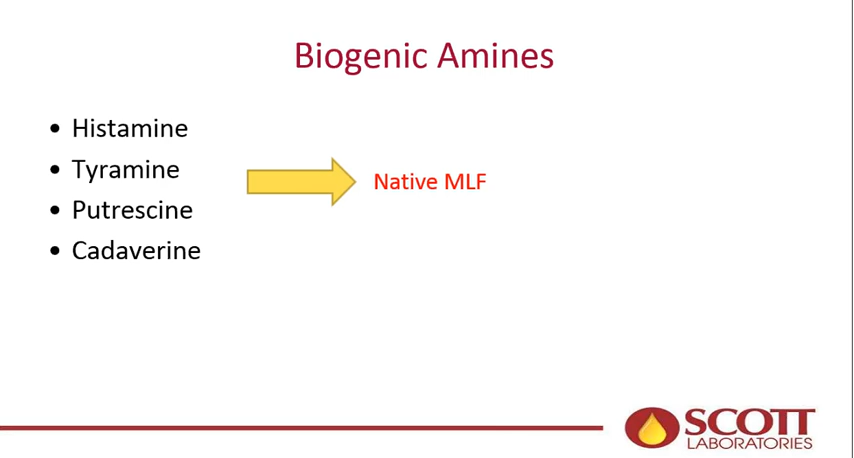 Biogenic Amines
• Histamine
• Tyramine
• Putrescine
• Cadaverine
Native MLF
SCOTT
LABORATORIES